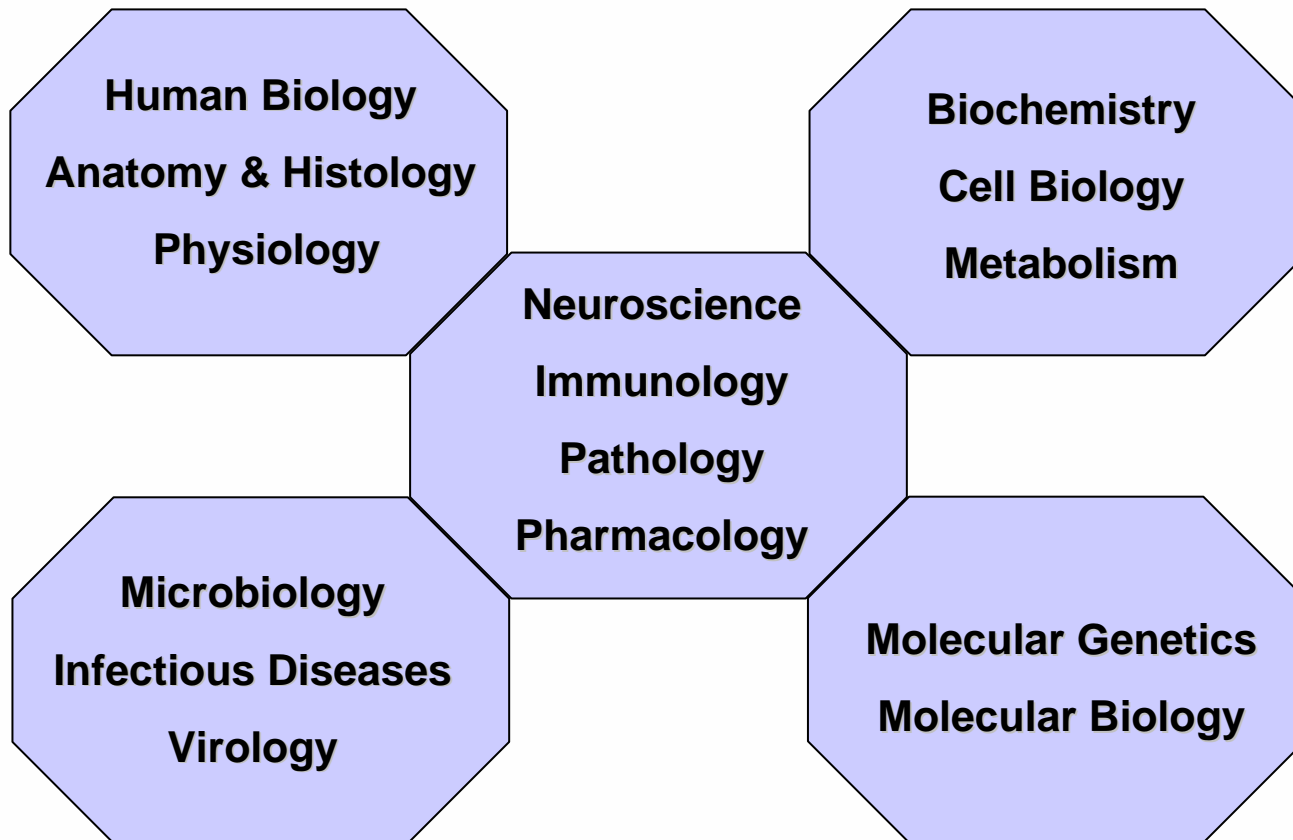 Human Biology
Anatomy & Histology
Physiology
Biochemistry
Cell Biology
Metabolism
Neuroscience
Immunology
Pathology
Pharmacology
Microbiology
Infectious Diseases
Virology
Molecular Genetics
Molecular Biology